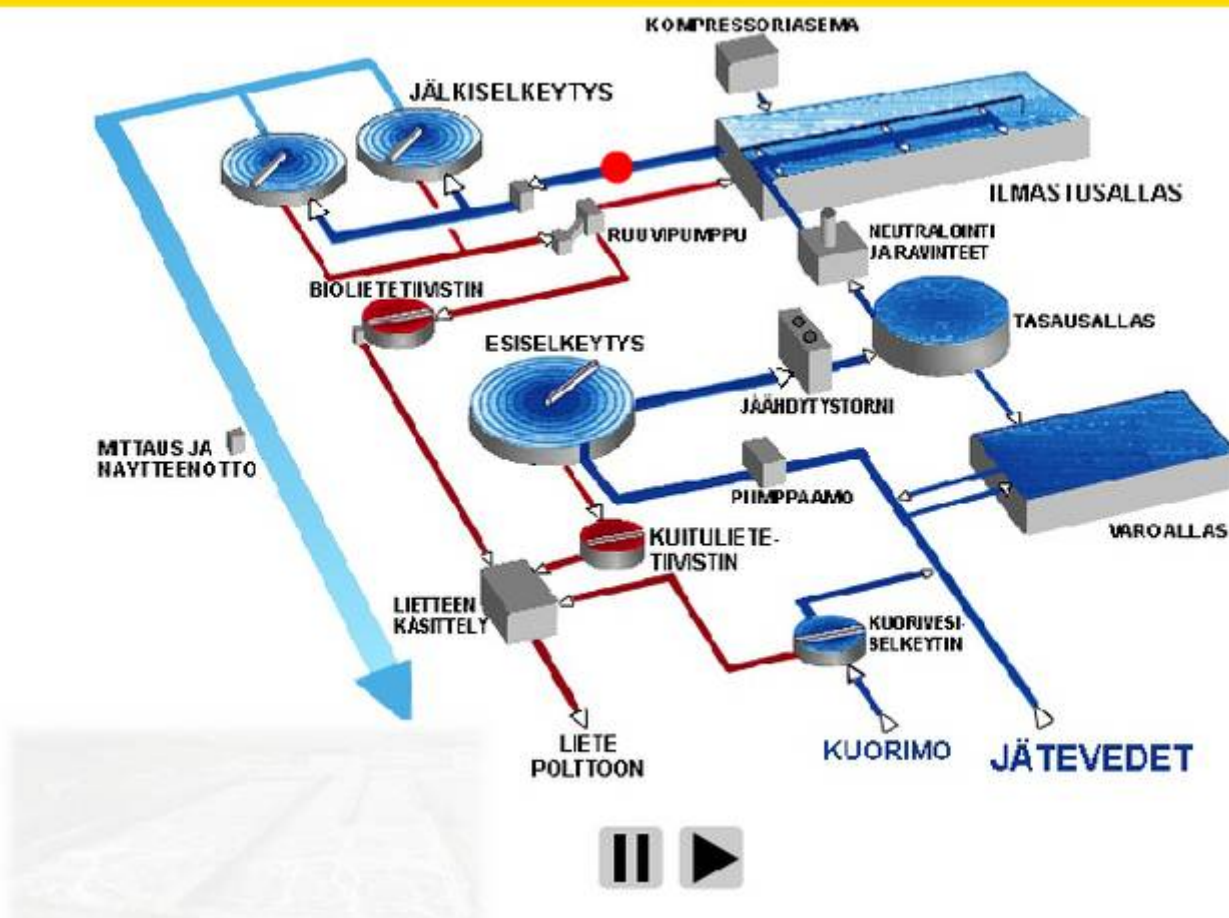 KOMPRESSORIASEMA
JÄLKISELKEYTYS
ILMASTUSALLAS
RUUVIPUMPPU
NEUTRALOINTI
JA RAVINTEET
BIOLIETETIIVISTIN
TASAUSALLAS
ESISELKEYTYS
JÄÄHDYTYSTORNI
MITTAUS JA
NÄYTTEENOTTO
PUMPPAAMO
VAROALLAS
KUITULIETE-
TIIVISTIN
LIETTEEN
KÄSITTELY
KUORIVESI-
SELKEYTIN
LIETE
POLTTOON
KUORIMO
JÄTEVEDET